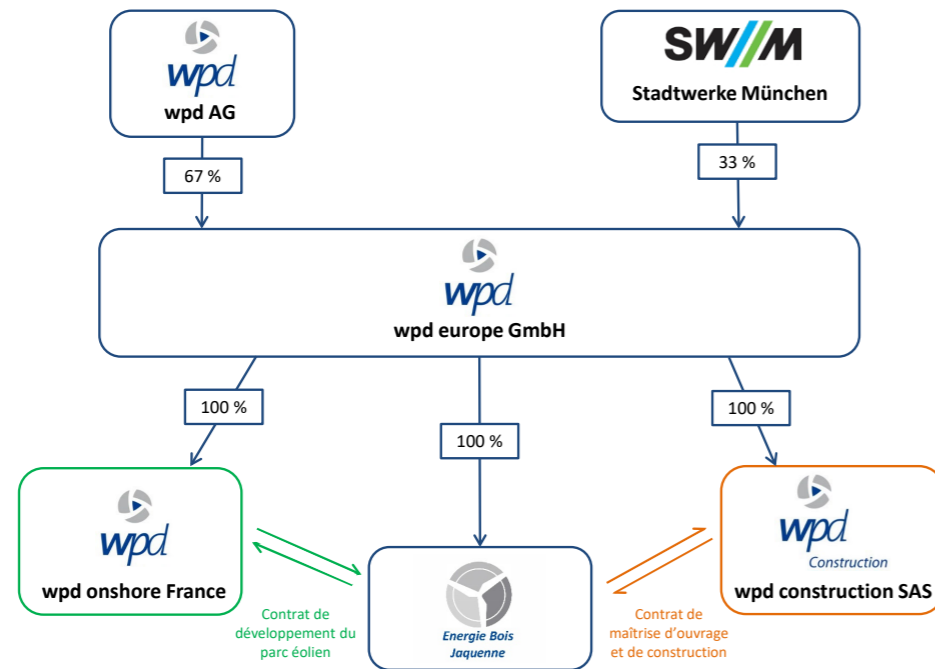 wpd
wpd AG
SW//M
Stadtwerke München
67 %
33 %
wpd
wpd europe GmbH
100 %
100 %
100 %
wpd
wpd onshore France
wpd
Construction
wpd construction SAS
Energie Bois
Jaquenne
Contrat de
développement du
parc éolien
Contrat de
maîtrise d'ouvrage
et de construction